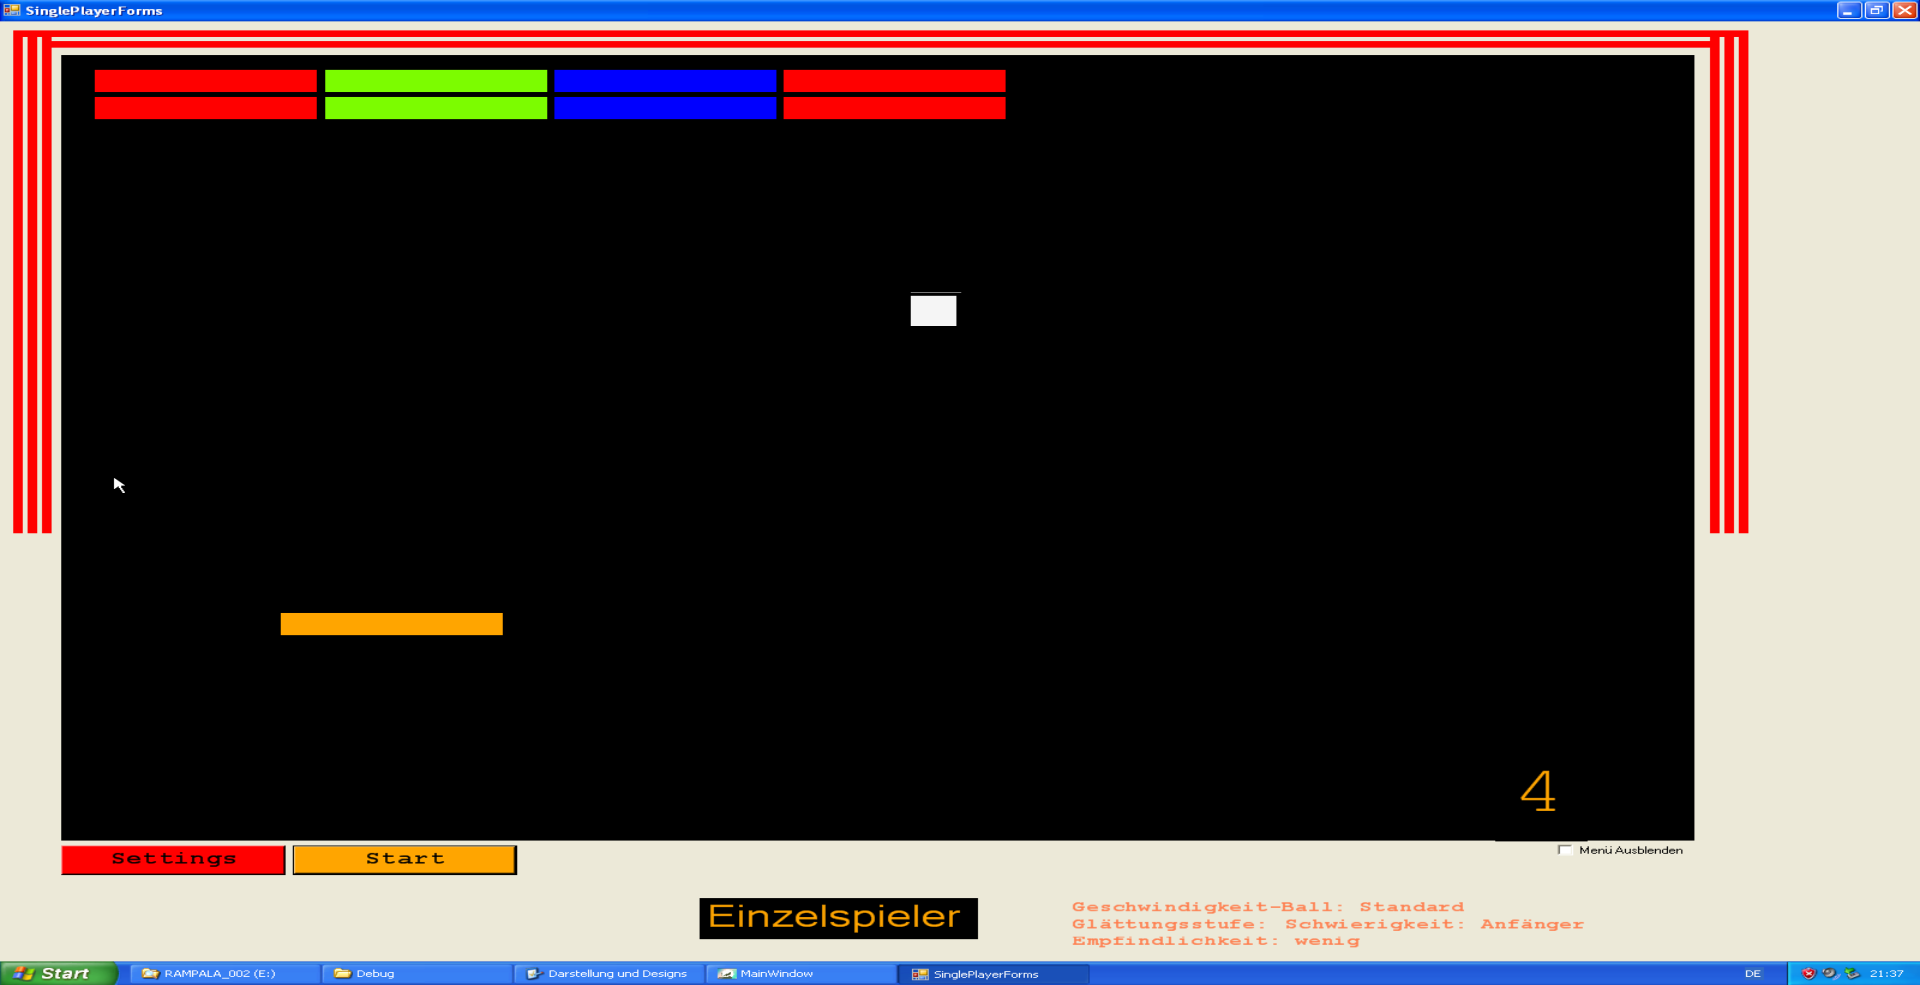 SinglePlayerForms
4
Settings
Start
Menü Ausblenden
Einzelspieler
Geschwindigkeit-Ball: Standard
Glättungsstufe: Schwierigkeit: Anfänger
Empfindlichkeit: wenig
Start
RAMPALA_002 (E:)
Debug
Darstellung und Designs
MainWindow
SinglePlayerForms
DE
21:37